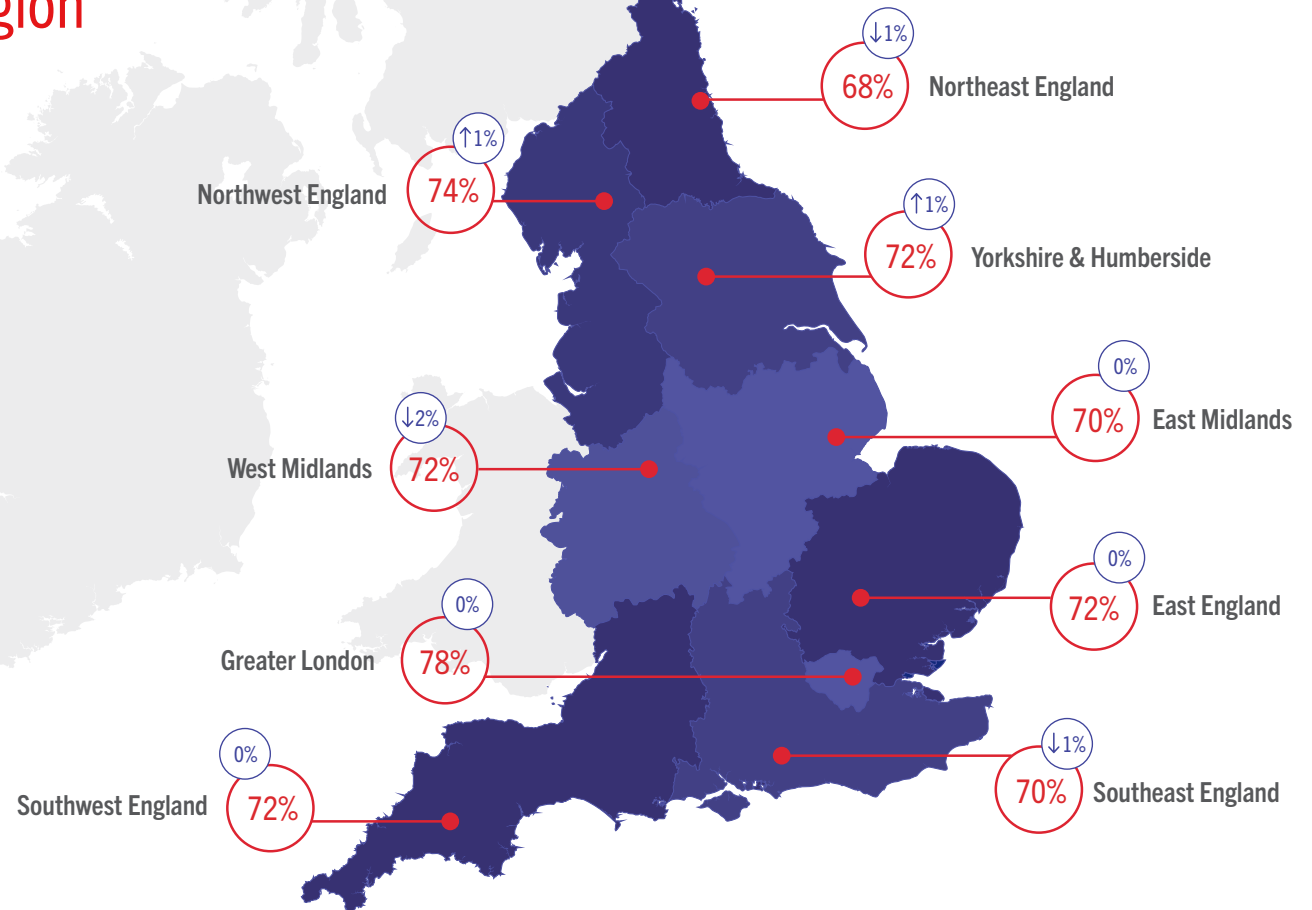 ↓1%
68%
Northeast England
↑1%
74%
Northwest England
↑1%
72%
Yorkshire & Humberside
0%
70%
East Midlands
↓2%
72%
West Midlands
0%
72%
East England
0%
78%
Greater London
↓1%
70%
Southeast England
0%
72%
Southwest England